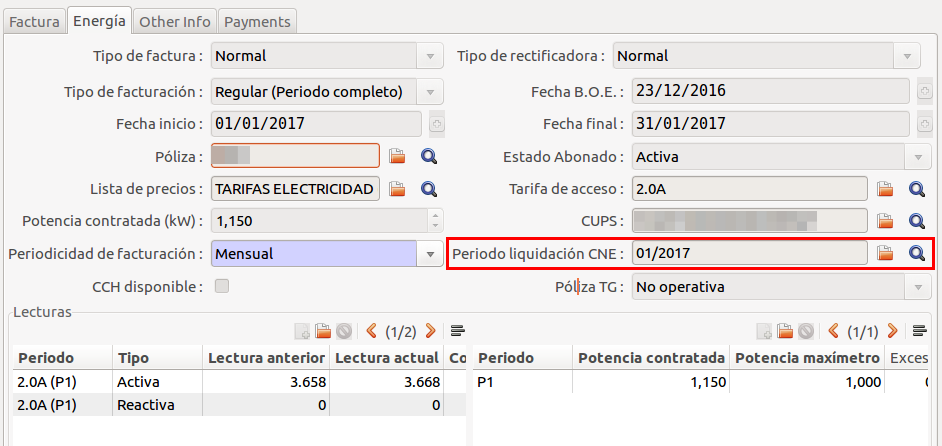 Factura Energía Other Info Payments
Tipo de factura : Normal Tipo de rectificadora : Normal
Tipo de facturación : Regular (Periodo completo) Fecha B.O.E. : 23/12/2016
Fecha inicio : 01/01/2017 Fecha final : 31/01/2017
Póliza : Estado Abonado : Activa
Lista de precios : TARIFAS ELECTRICIDAD Tarifa de acceso : 2.0A
Potencia contratada (kW) : 1,150 CUPS :
Periodicidad de facturación : Mensual Periodo liquidación CNE : 01/2017
CCH disponible : Póliza TG : No operativa
Lecturas
(1/2) (1/1)
Periodo Tipo Lectura anterior Lectura actual Co Periodo Potencia contratada Potencia maxímetro Exces
2.0A (P1) Activa 3.658 3.668 P1 1,150 1,000
2.0A (P1) Reactiva 0 0